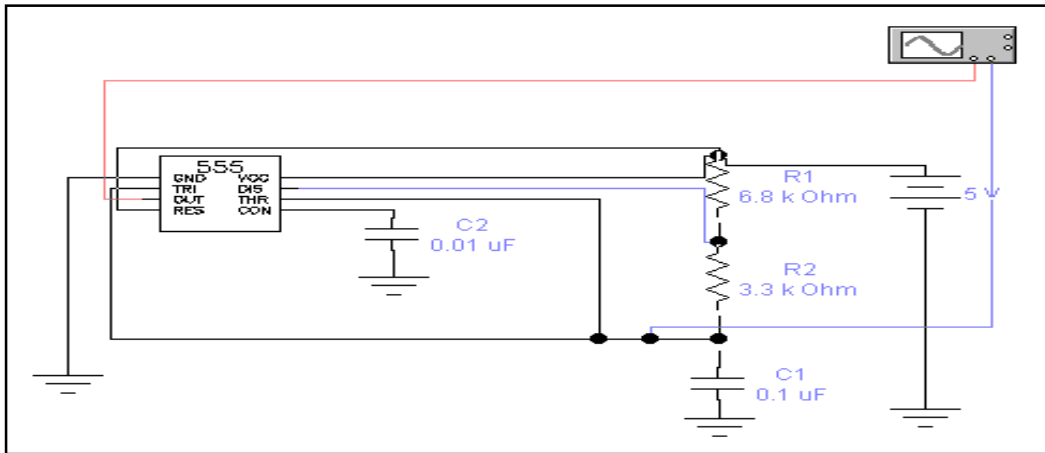 555
GND VCC
TRI DIS
OUT THR
RES CON
R1
6.8 k Ohm
5 V
C2
0.01 uF
R2
3.3 k Ohm
C1
0.1 uF